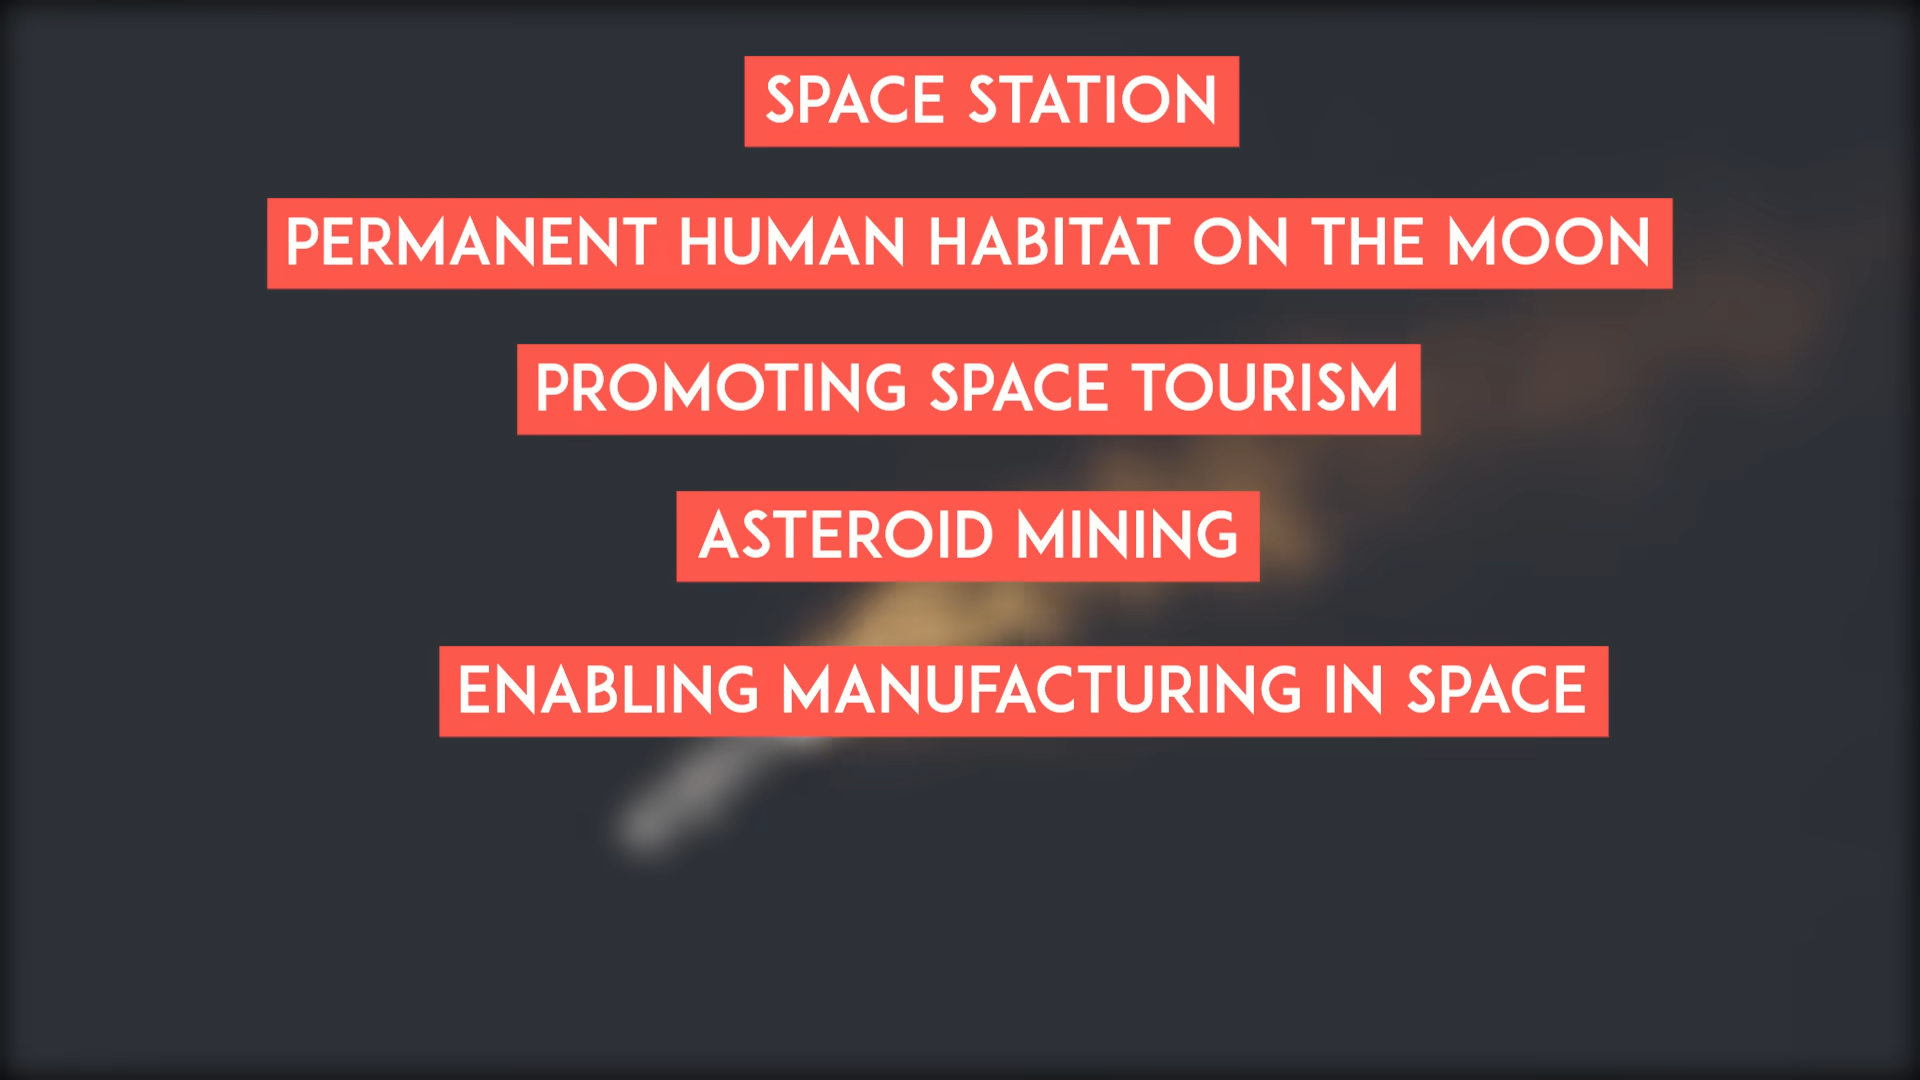 SPACE STATION
PERMANENT HUMAN HABITAT ON THE MOON
PROMOTING SPACE TOURISM
ASTEROID MINING
ENABLING MANUFACTURING IN SPACE